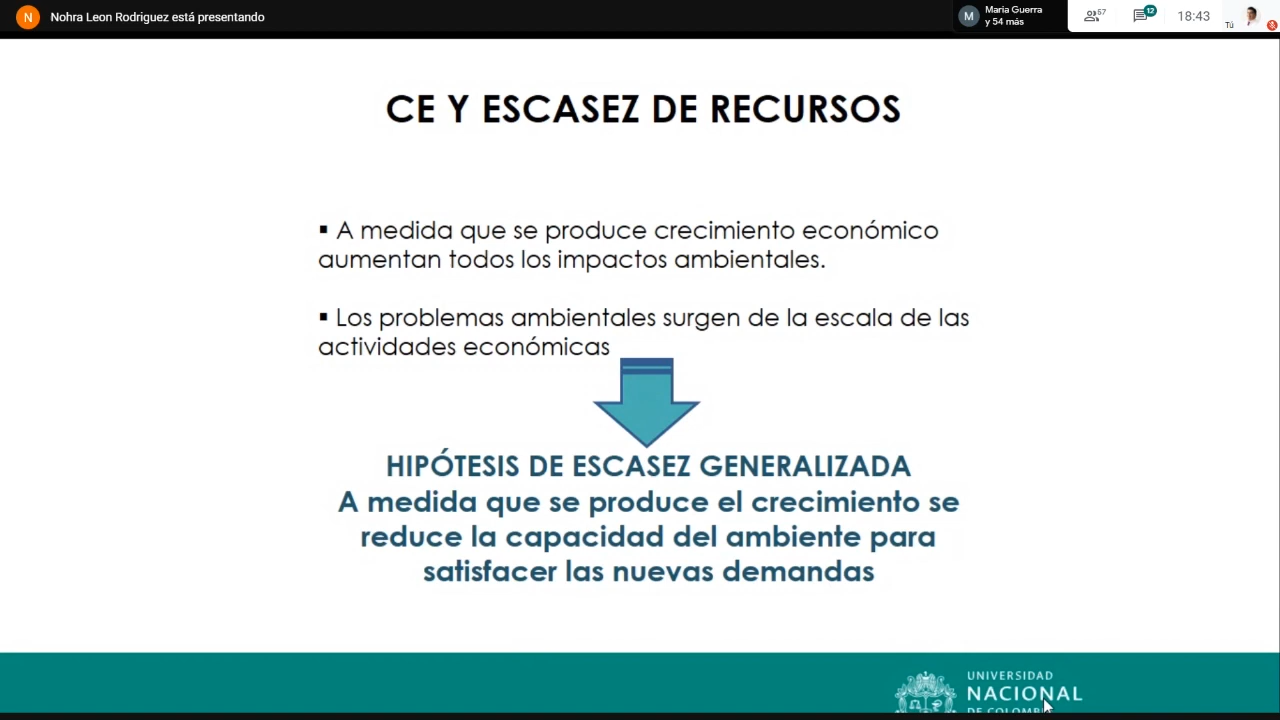 N Nohra Leon Rodriguez está presentando
M Maria Guerra
y 54 más
57
12
18:43
Tú
CE Y ESCASEZ DE RECURSOS
▪ A medida que se produce crecimiento económico
aumentan todos los impactos ambientales.
▪ Los problemas ambientales surgen de la escala de las
actividades económicas
HIPÓTESIS DE ESCASEZ GENERALIZADA
A medida que se produce el crecimiento se
reduce la capacidad del ambiente para
satisfacer las nuevas demandas
UNIVERSIDAD
NACIONAL
DE COLOMBIA